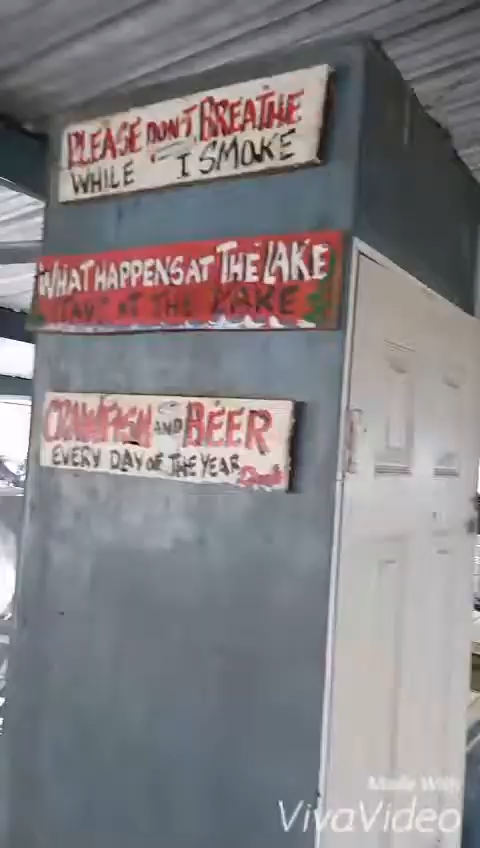 PLEASE DON'T BREATHE
WHILE I SMOKE
WHAT HAPPENS AT THE LAKE
STAYS AT THE LAKE
CRAWFISH AND BEER
EVERY DAY OF THE YEAR
Made With
VivaVideo